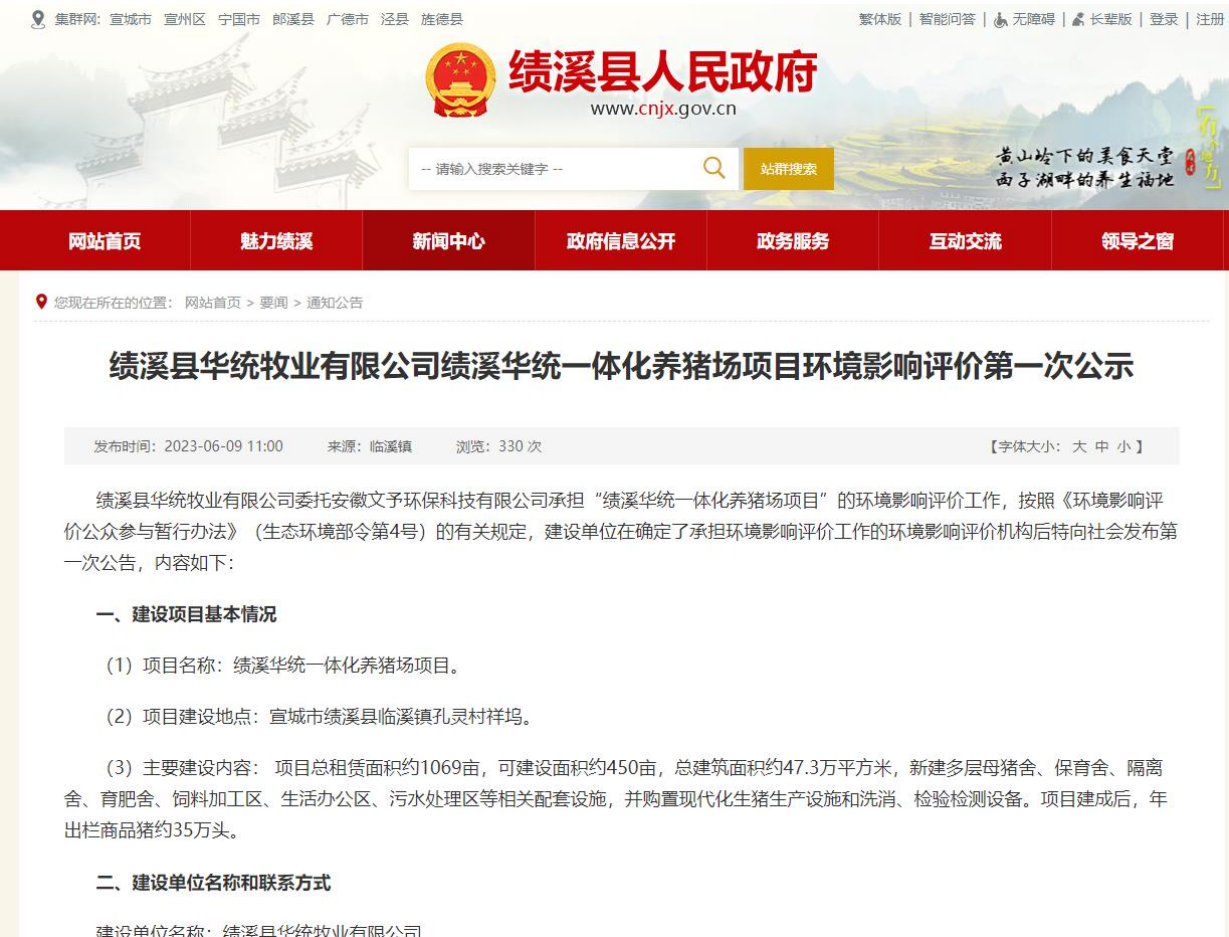 集群网: 宣城市 宣州区 宁国市 郎溪县 广德市 泾县 旌德县
繁体版 | 智能问答 | 无障碍 | 长辈版 | 登录 | 注册
绩溪县人民政府
www.cnjx.gov.cn
-- 请输入搜索关键字 --
站群搜索
黄山岭下的美食天堂
西子湖畔的养生福地
网站首页 魅力绩溪 新闻中心 政府信息公开 政务服务 互动交流 领导之窗
您现在所在的位置: 网站首页 > 要闻 > 通知公告
绩溪县华统牧业有限公司绩溪华统一体化养猪场项目环境影响评价第一次公示
发布时间: 2023-06-09 11:00 来源: 临溪镇 浏览: 330 次 【字体大小: 大 中 小 】
绩溪县华统牧业有限公司委托安徽文予环保科技有限公司承担“绩溪华统一体化养猪场项目”的环境影响评价工作，按照《环境影响评
价公众参与暂行办法》（生态环境部令第4号）的有关规定，建设单位在确定了承担环境影响评价工作的环境影响评价机构后特向社会发布第
一次公告，内容如下：
一、建设项目基本情况
（1）项目名称：绩溪华统一体化养猪场项目。
（2）项目建设地点：宣城市绩溪县临溪镇孔灵村祥坞。
（3）主要建设内容： 项目总租赁面积约1069亩，可建设面积约450亩，总建筑面积约47.3万平方米，新建多层母猪舍、保育舍、隔离
舍、育肥舍、饲料加工区、生活办公区、污水处理区等相关配套设施，并购置现代化生猪生产设施和洗消、检验检测设备。项目建成后，年
出栏商品猪约35万头。
二、建设单位名称和联系方式
建设单位名称：绩溪县华统牧业有限公司